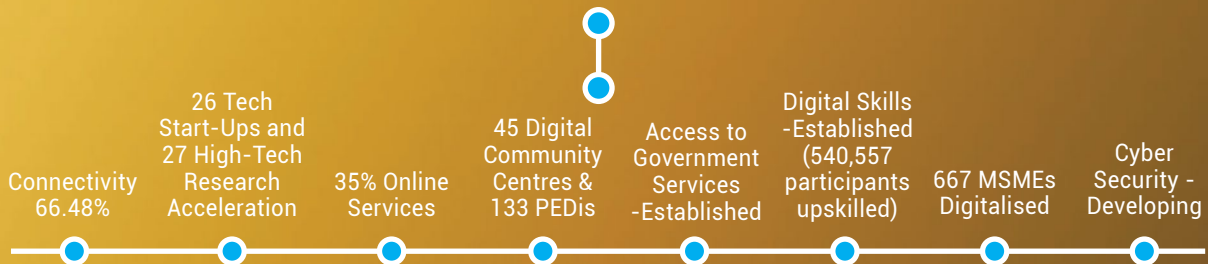 Connectivity
66.48%
26 Tech
Start-Ups and
27 High-Tech
Research
Acceleration
35% Online
Services
45 Digital
Community
Centres &
133 PEDis
Access to
Government
Services
-Established
Digital Skills
-Established
(540,557
participants
upskilled)
667 MSMEs
Digitalised
Cyber
Security -
Developing